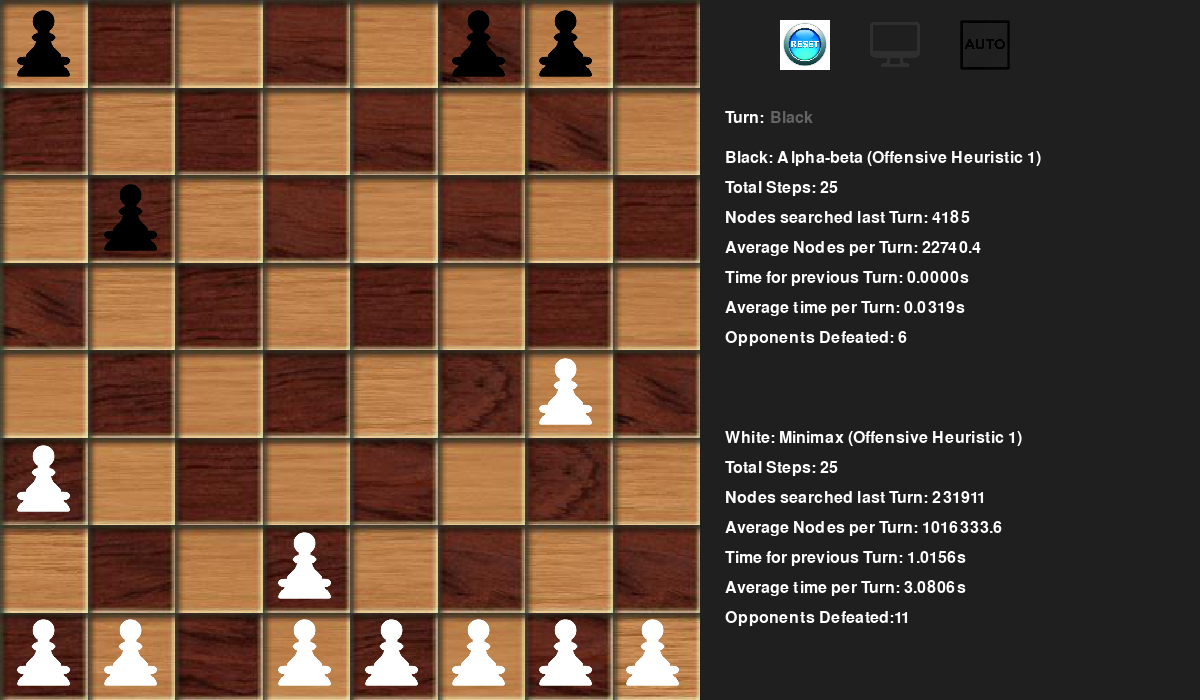 RESET
AUTO
Turn: Black
Black: Alpha-beta (Offensive Heuristic 1)
Total Steps: 25
Nodes searched last Turn: 4185
Average Nodes per Turn: 22740.4
Time for previous Turn: 0.0000s
Average time per Turn: 0.0319s
Opponents Defeated: 6
White: Minimax (Offensive Heuristic 1)
Total Steps: 25
Nodes searched last Turn: 231911
Average Nodes per Turn: 1016333.6
Time for previous Turn: 1.0156s
Average time per Turn: 3.0806s
Opponents Defeated:11